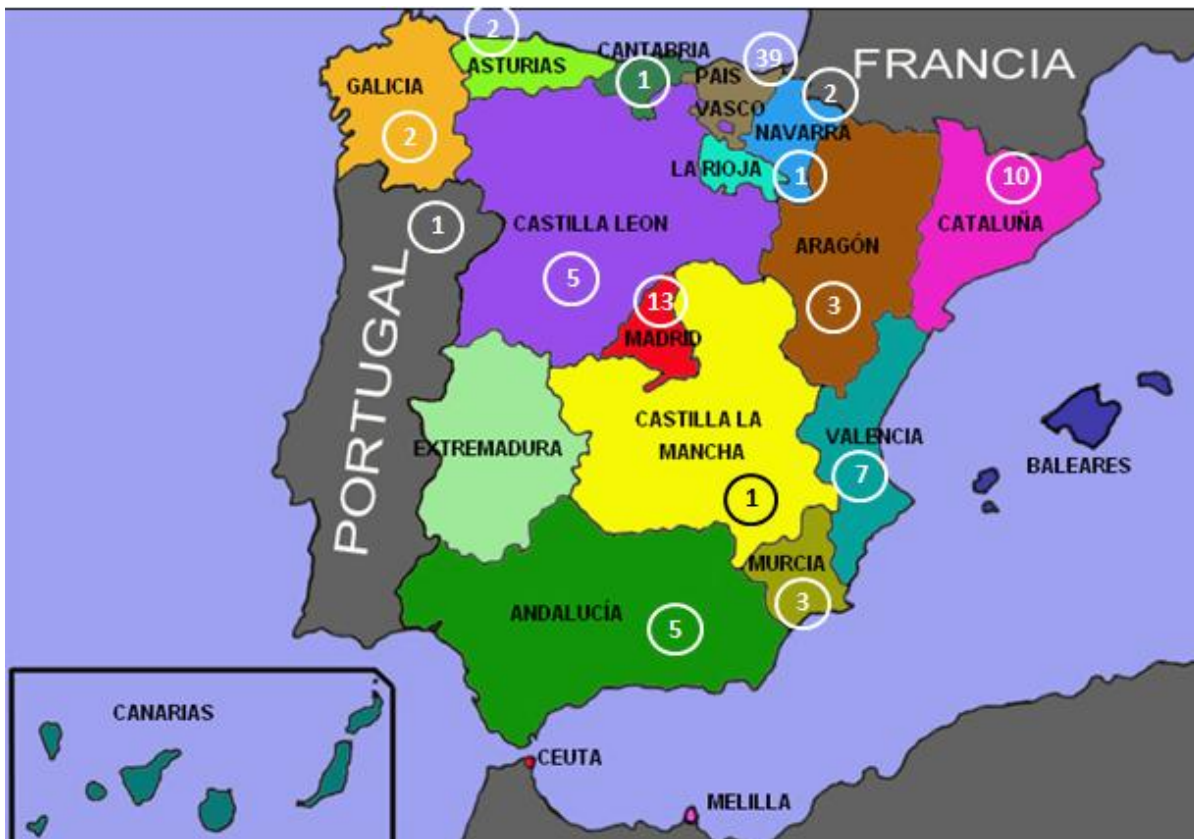 2
CANTABRIA
39
FRANCIA
ASTURIAS
1
PAIS
VASCO
GALICIA
2
2
NAVARRA
LA RIOJA
1
10
1
CASTILLA LEON
ARAGÓN
CATALUÑA
5
13
3
MADRID
PORTUGAL
EXTREMADURA
CASTILLA LA
MANCHA
VALENCIA
7
BALEARES
1
MURCIA
3
ANDALUCÍA
5
CANARIAS
CEUTA
MELILLA